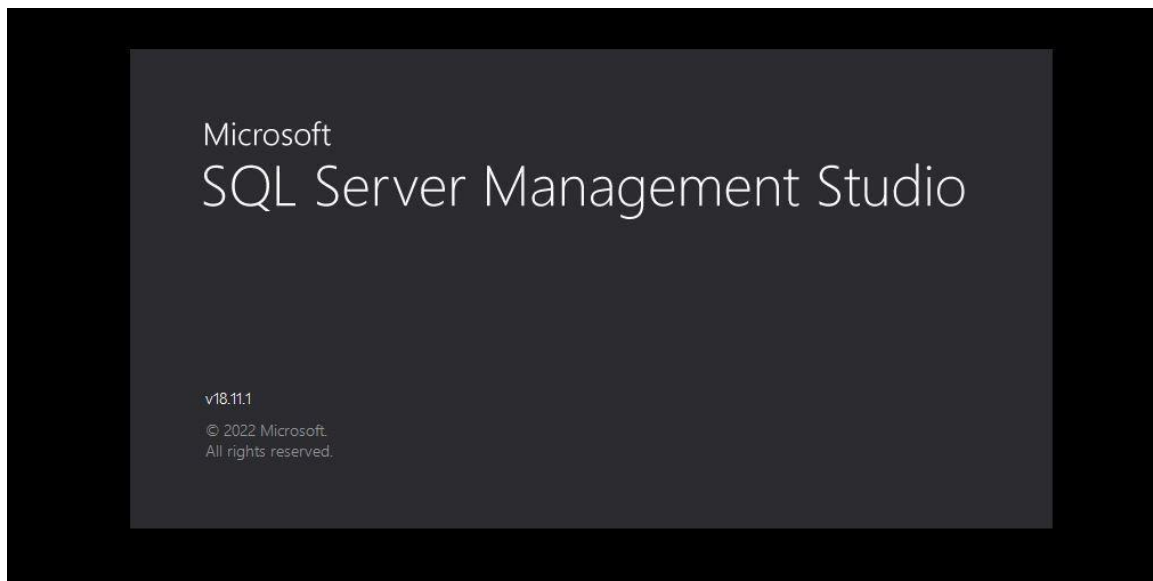 Microsoft
SQL Server Management Studio
v18.11.1
© 2022 Microsoft.
All rights reserved.